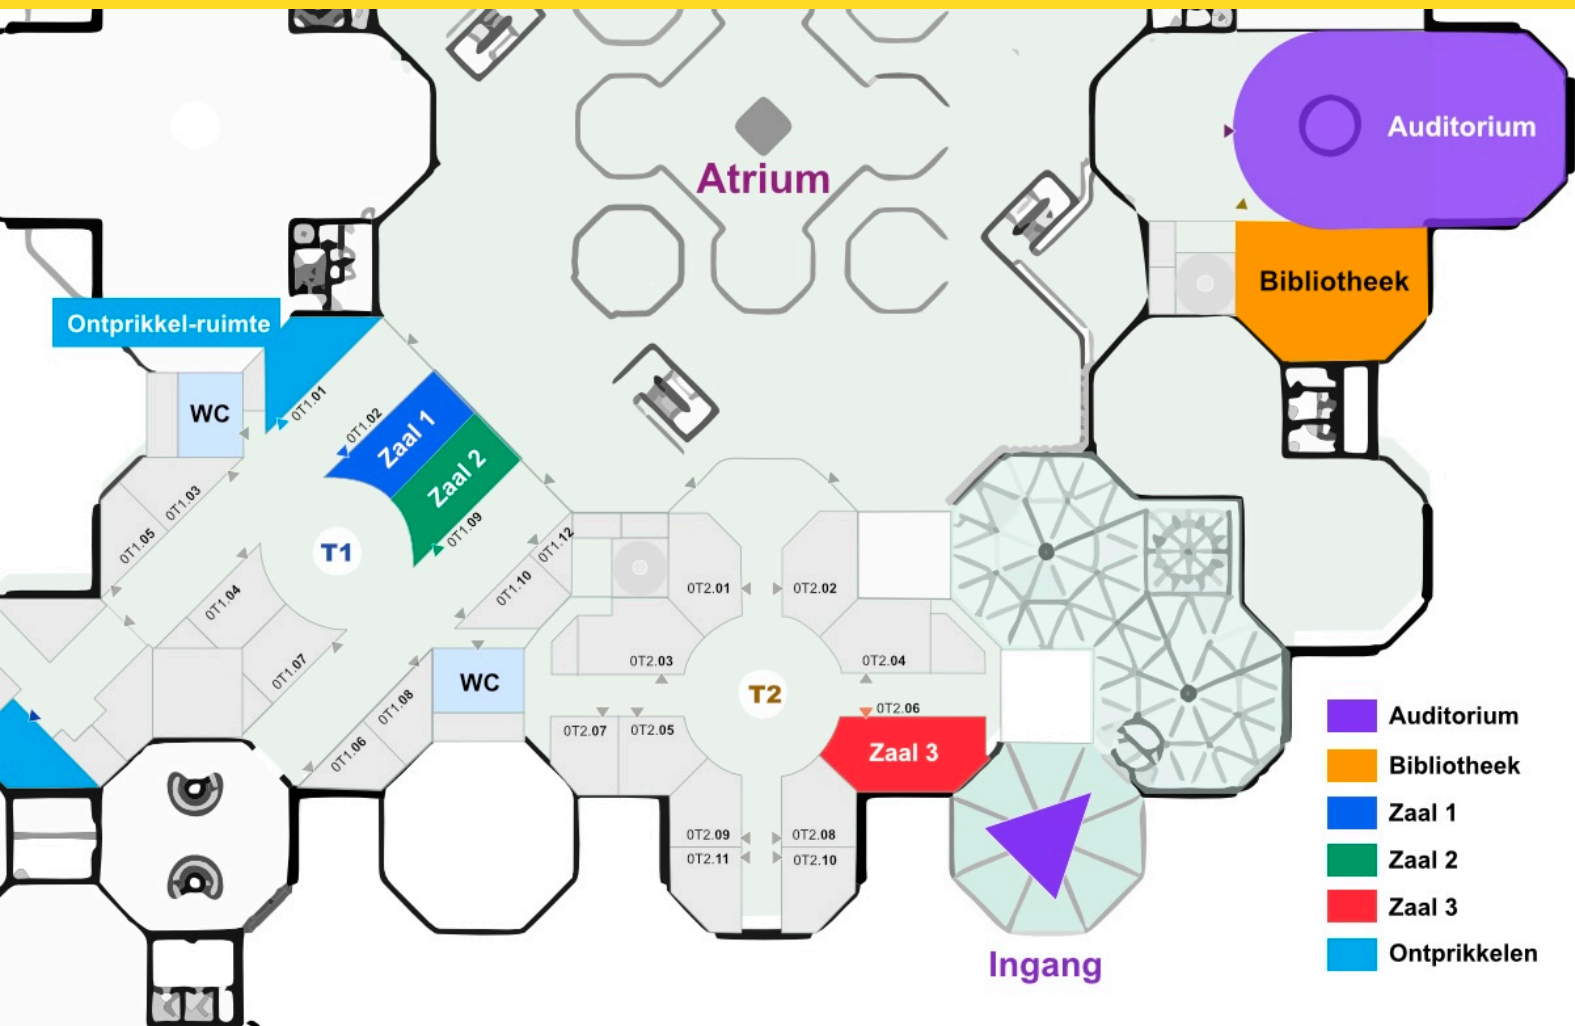 Auditorium
Atrium
Bibliotheek
Ontprikkel-ruimte
WC
0T1.01
0T1.02
Zaal 1
Zaal 2
0T1.03
0T1.05
0T1.09
0T1.12
T1
0T1.10
0T1.04
0T2.01
0T2.02
0T1.07
0T2.03
0T2.04
WC
T2
0T1.08
0T2.06
0T2.07
0T2.05
0T1.06
Zaal 3
0T2.09
0T2.08
0T2.11
0T2.10
Ingang
Auditorium
Bibliotheek
Zaal 1
Zaal 2
Zaal 3
Ontprikkelen